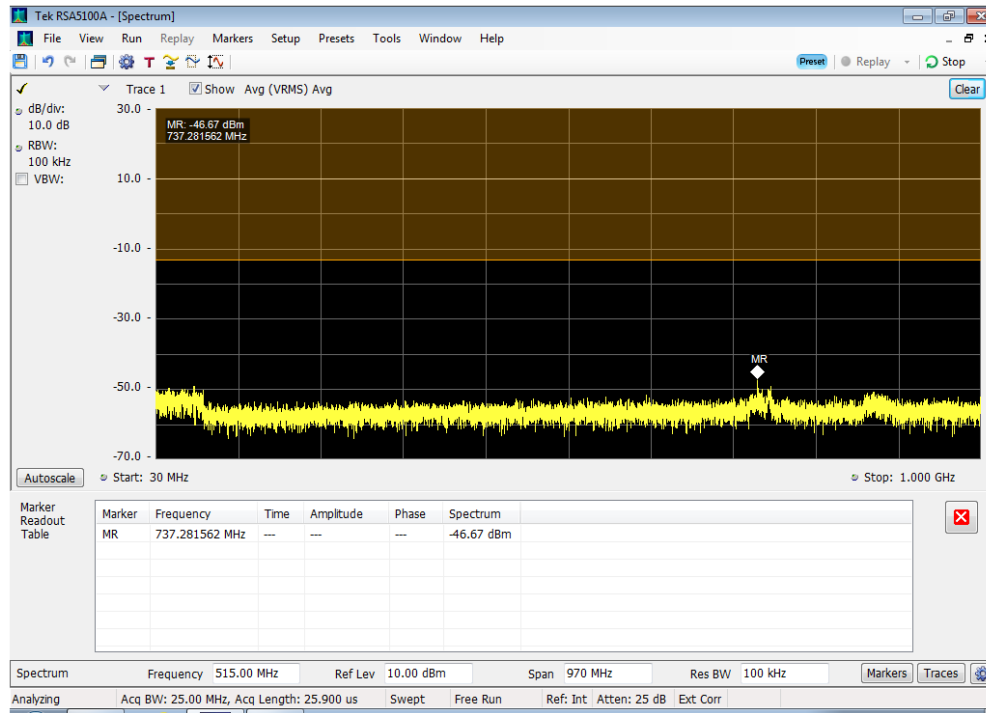 Tek RSA5100A - [Spectrum]
File View Run Replay Markers Setup Presets Tools Window Help
T Preset Replay Stop
Trace 1 Show Avg (VRMS) Avg Clear
dB/div:
10.0 dB
RBW:
100 kHz
VBW:
30.0
10.0
-10.0
-30.0
-50.0
-70.0
MR: -46.67 dBm
737.281562 MHz
MR
Autoscale Start: 30 MHz Stop: 1.000 GHz
Marker Readout Table
Marker Frequency Time Amplitude Phase Spectrum
MR 737.281562 MHz --- --- --- -46.67 dBm
Spectrum Frequency 515.00 MHz Ref Lev 10.00 dBm Span 970 MHz Res BW 100 kHz Markers Traces
Analyzing Acq BW: 25.00 MHz, Acq Length: 25.900 us Swept Free Run Ref: Int Atten: 25 dB Ext Corr